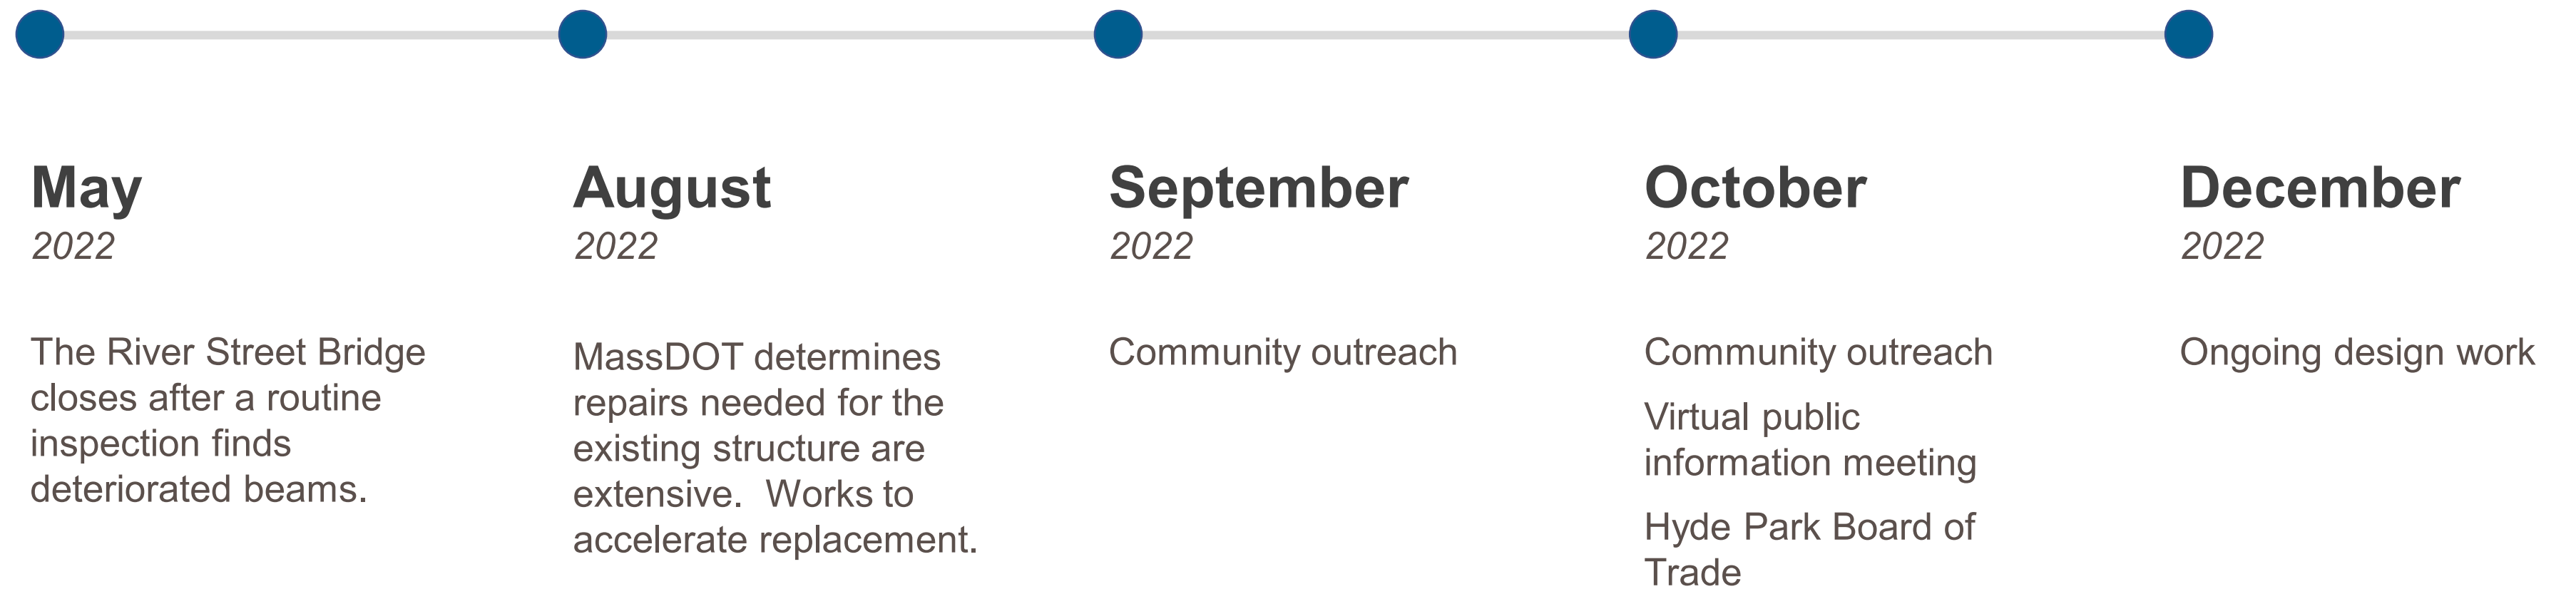 May
2022
The River Street Bridge
closes after a routine
inspection finds
deteriorated beams.
August
2022
MassDOT determines
repairs needed for the
existing structure are
extensive.  Works to
accelerate replacement.
September
2022
Community outreach
October
2022
Community outreach
Virtual public
information meeting
Hyde Park Board of
Trade
December
2022
Ongoing design work